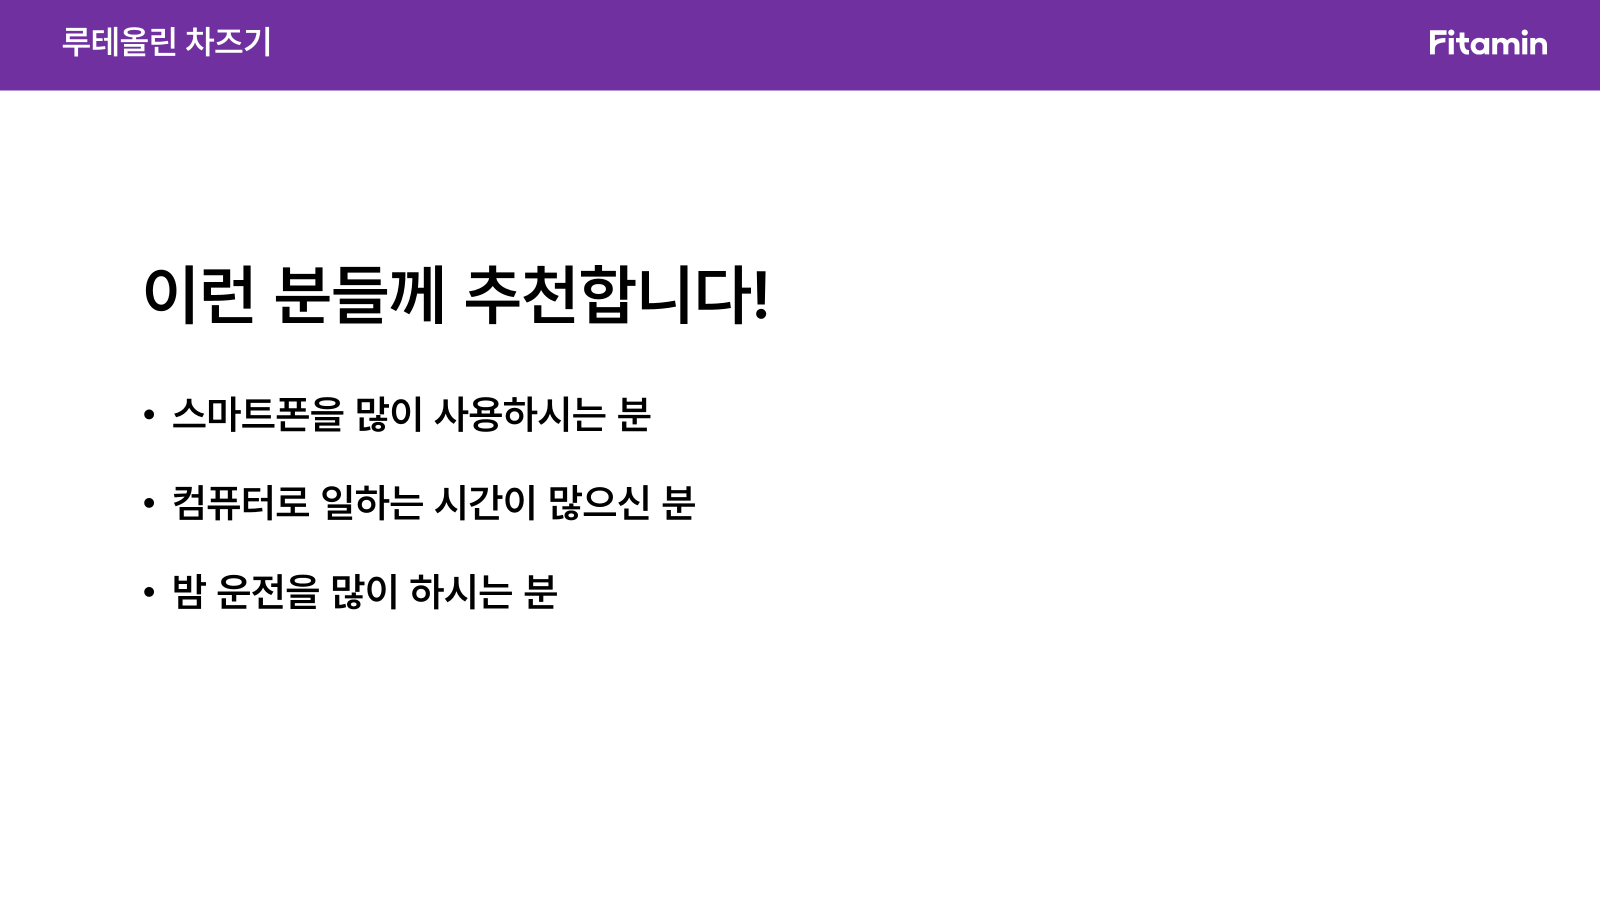 루테올린 차즈기
Fitamin
이런 분들께 추천합니다!
• 스마트폰을 많이 사용하시는 분
• 컴퓨터로 일하는 시간이 많으신 분
• 밤 운전을 많이 하시는 분